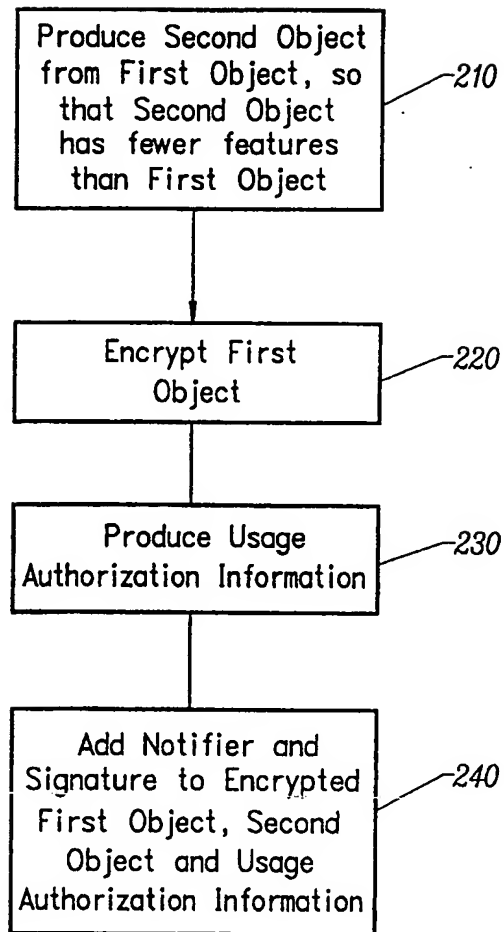 Produce Second Object
from First Object, so
that Second Object
has fewer features
than First Object
210
Encrypt First
Object
220
Produce Usage
Authorization Information
230
Add Notifier and
Signature to Encrypted
First Object, Second
Object and Usage
Authorization Information
240